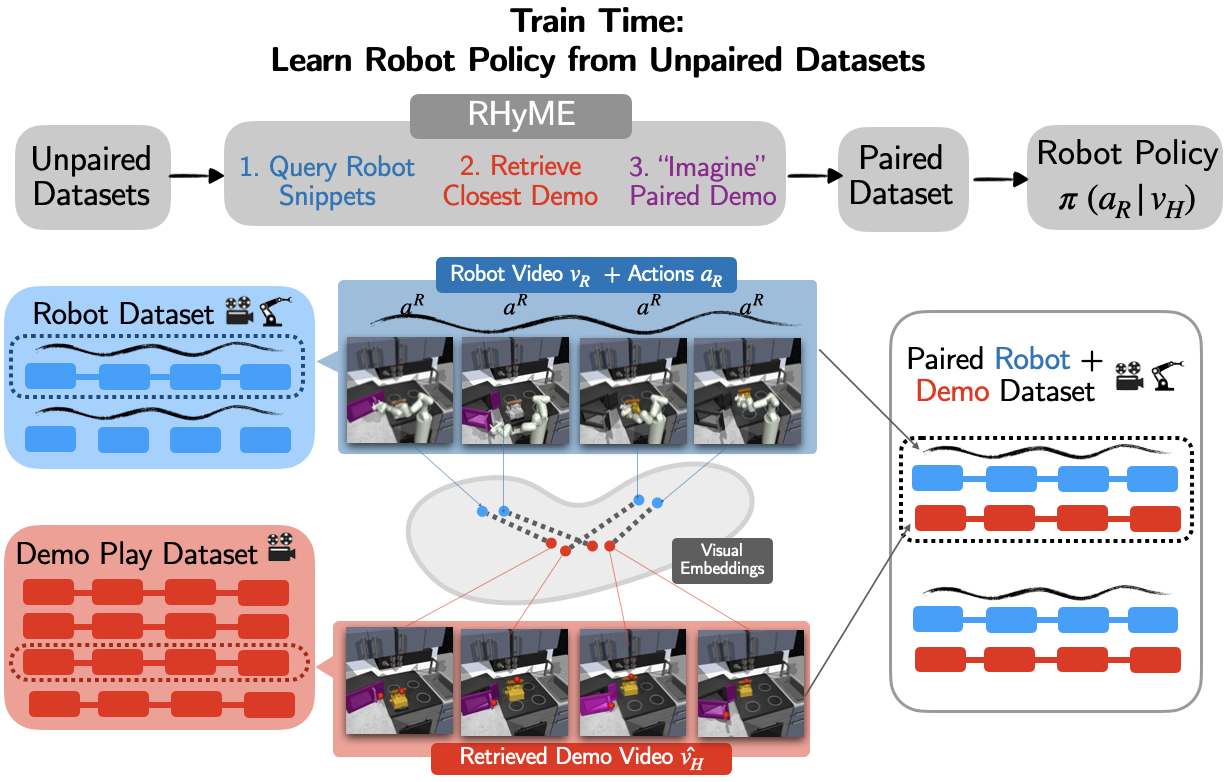 Train Time:
Learn Robot Policy from Unpaired Datasets
RHyME
Unpaired
Datasets
1. Query Robot
Snippets
2. Retrieve
Closest Demo
3. “Imagine”
Paired Demo
Paired
Dataset
Robot Policy
π (a_R | v_H)
Robot Video v_R + Actions a_R
Robot Dataset
a^R a^R a^R a^R
Paired Robot +
Demo Dataset
Demo Play Dataset
Visual
Embeddings
Retrieved Demo Video v̂_H